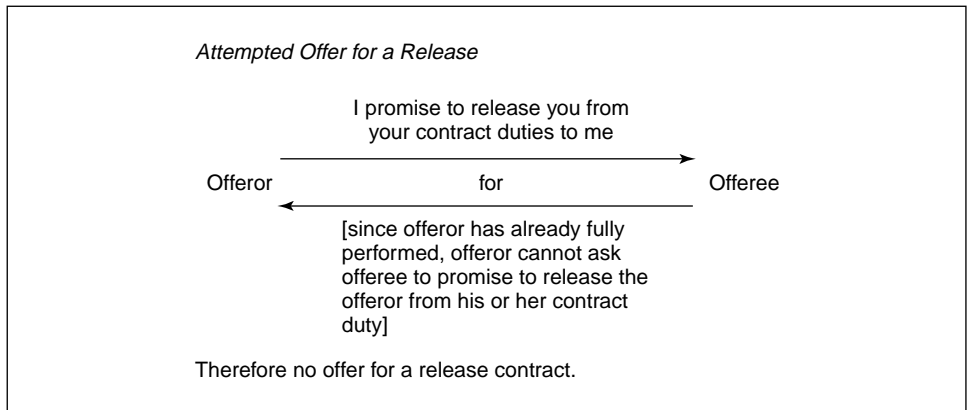 Attempted Offer for a Release
I promise to release you from
your contract duties to me
Offeror for Offeree
[since offeror has already fully
performed, offeror cannot ask
offeree to promise to release the
offeror from his or her contract
duty]
Therefore no offer for a release contract.